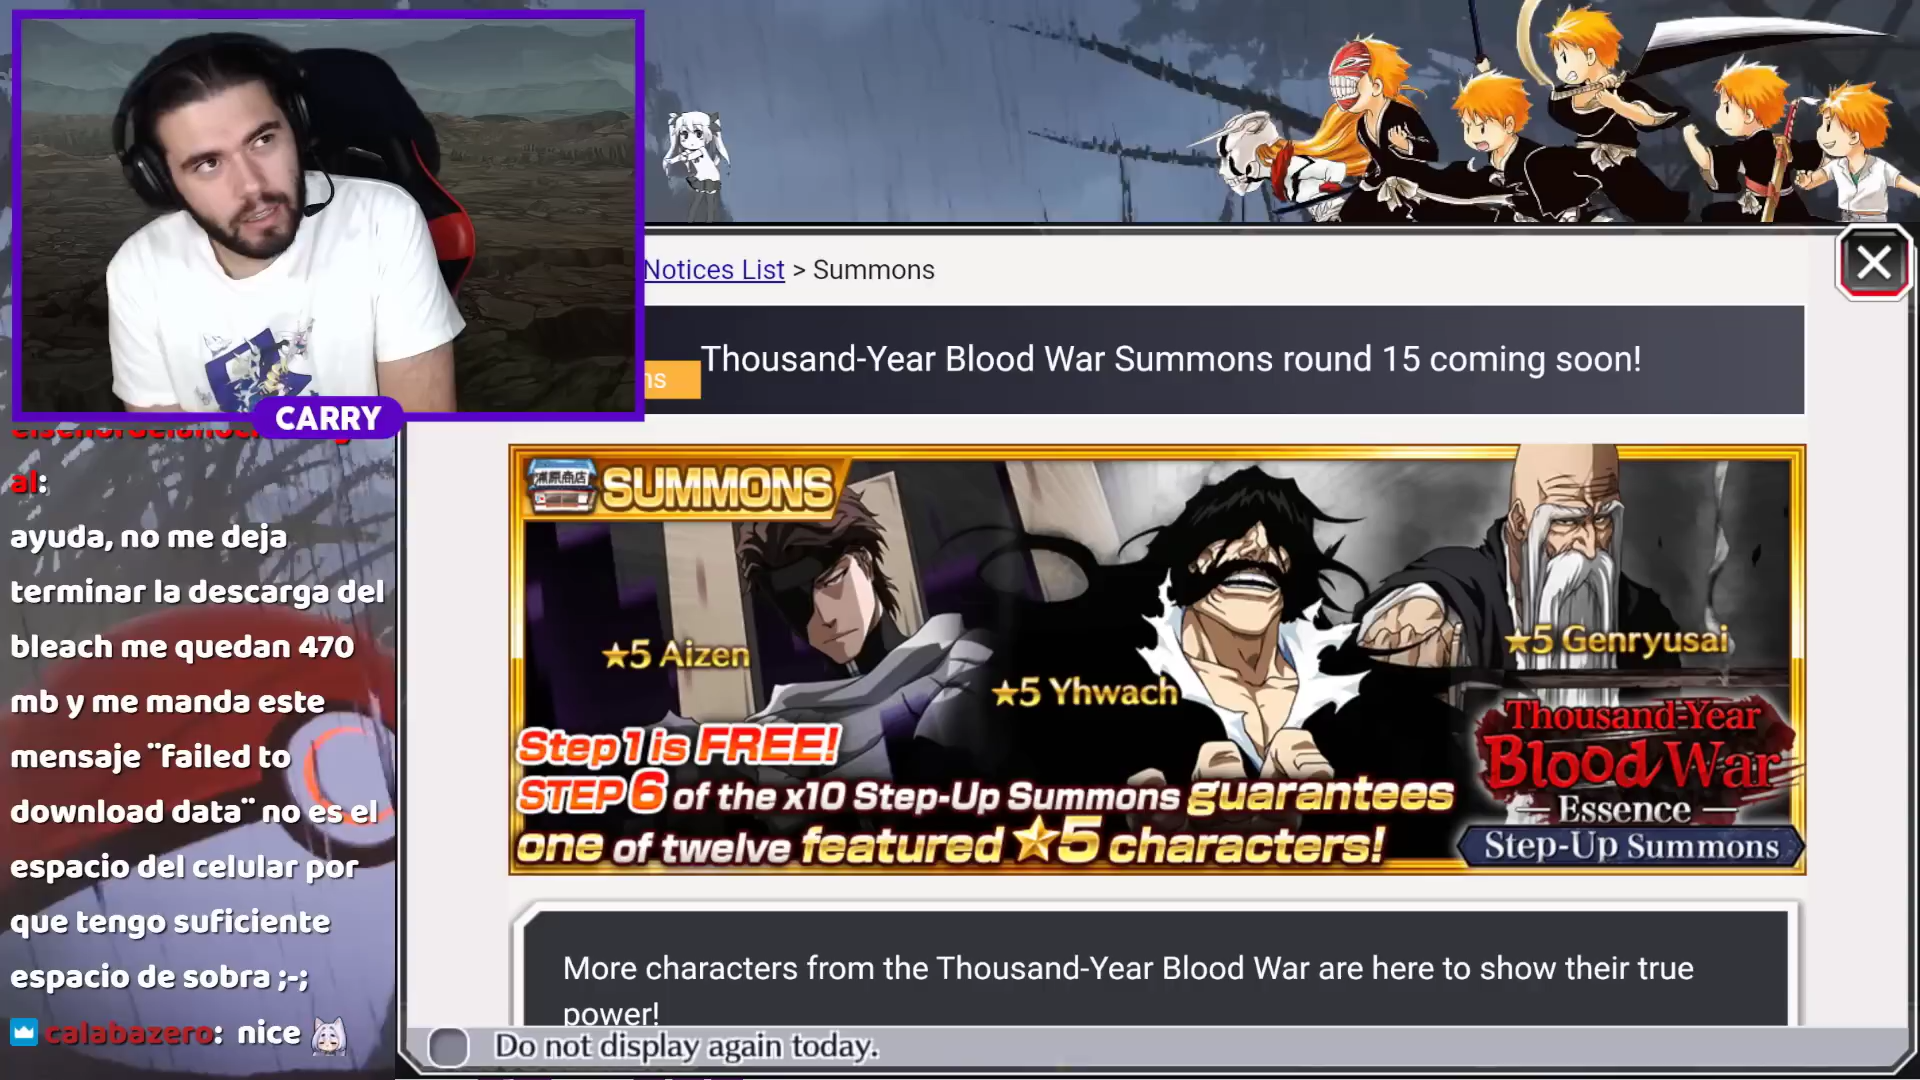 CARRY
al:
ayuda, no me deja
terminar la descarga del
bleach me quedan 470
mb y me manda este
mensaje ¨failed to
download data¨ no es el
espacio del celular por
que tengo suficiente
espacio de sobra ;-;
calabazero: nice
Notices List > Summons
ns
Thousand-Year Blood War Summons round 15 coming soon!
浦原商店
SUMMONS
★5 Aizen
★5 Yhwach
★5 Genryusai
Step 1 is FREE!
STEP 6 of the x10 Step-Up Summons guarantees
one of twelve featured ★5 characters!
Thousand-Year
Blood War
Essence
Step-Up Summons
More characters from the Thousand-Year Blood War are here to show their true
power!
Do not display again today.